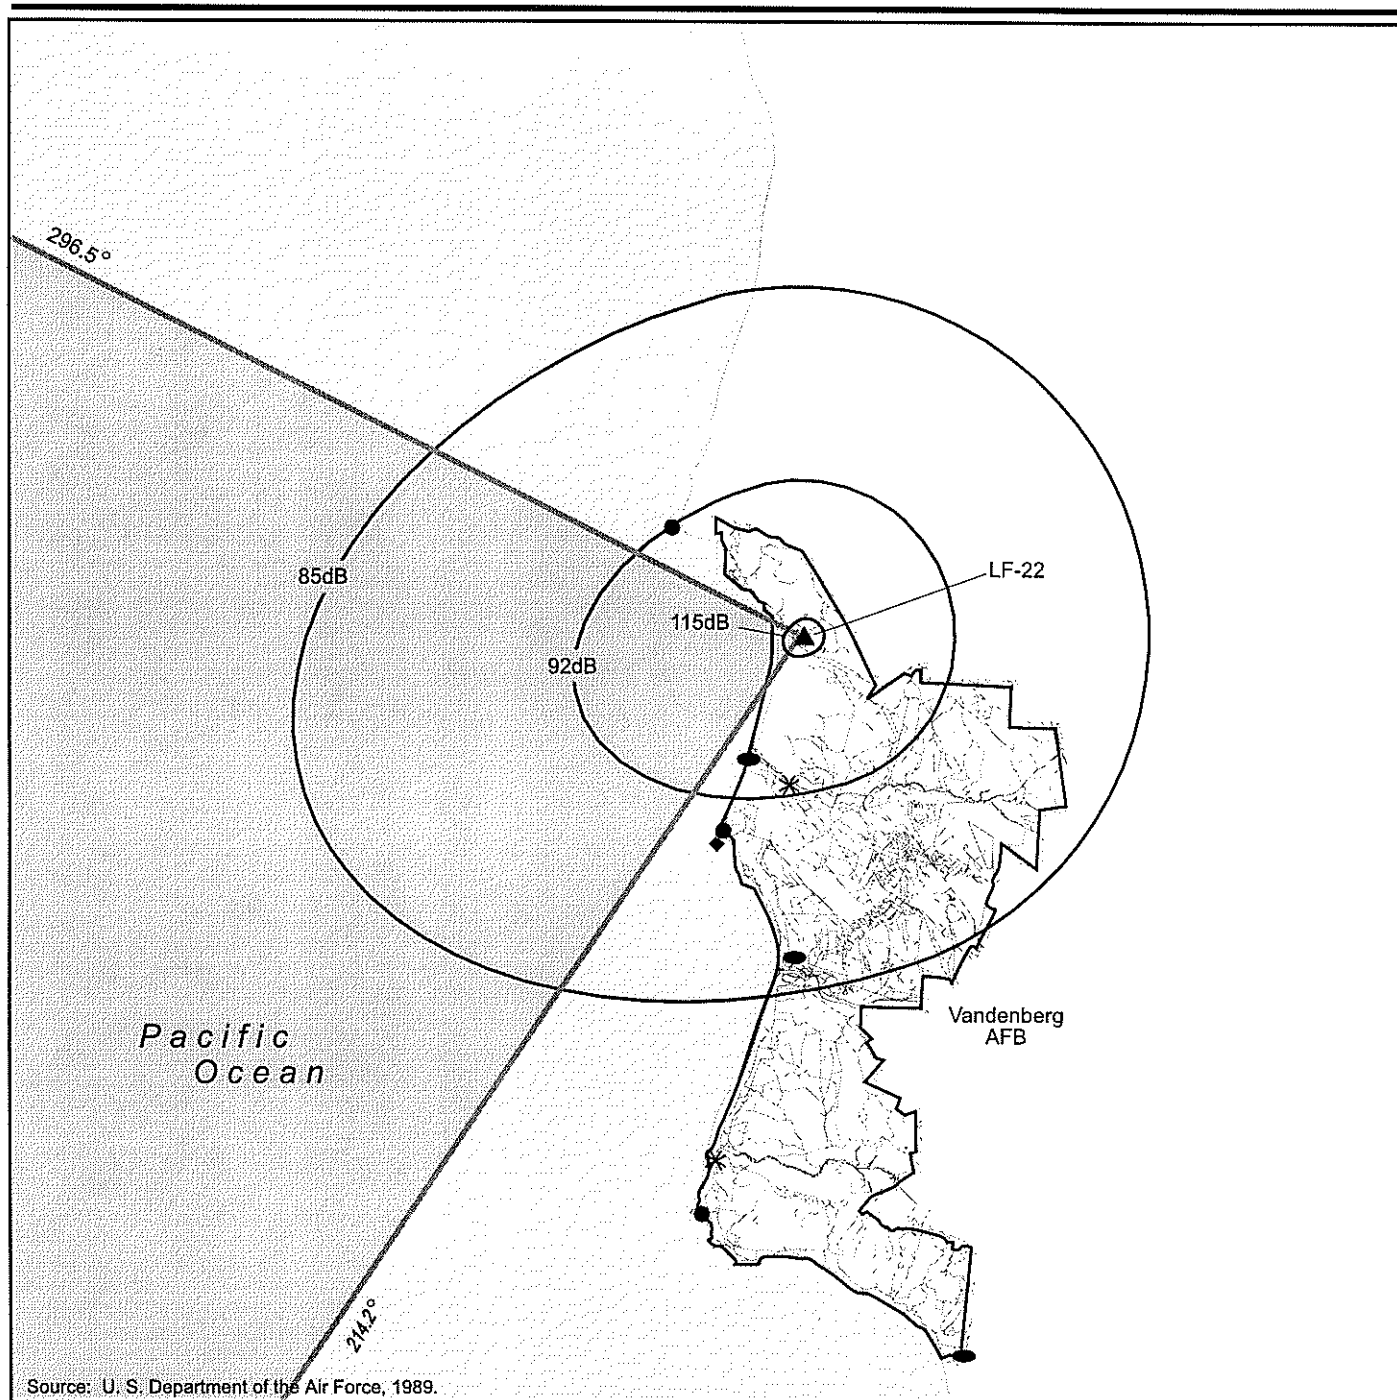 296.5°
85dB
LF-22
115dB
92dB
Vandenberg
AFB
Pacific
Ocean
214.2°
Source: U. S. Department of the Air Force, 1989.